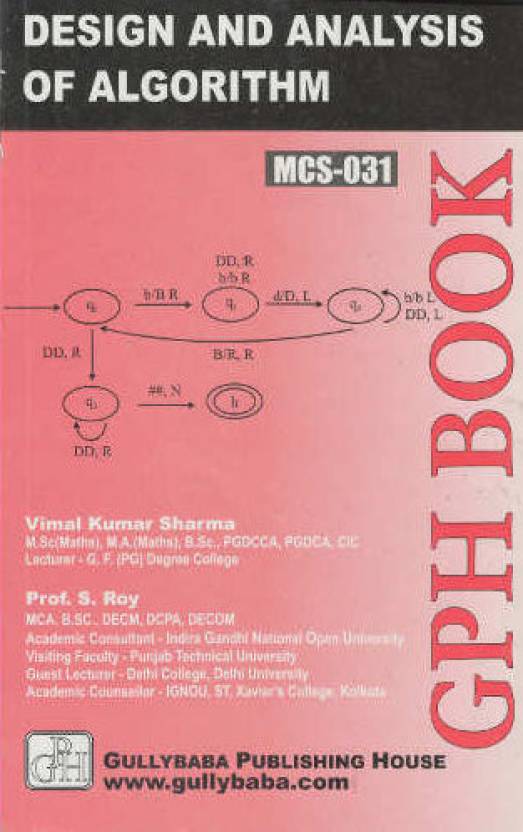 DESIGN AND ANALYSIS
OF ALGORITHM
MCS-031
GPH BOOK
DD, R
b/b R
b/B R
q₁
d/D, L
b/b L
DD, L
DD, R
B/R, R
q₃
##, N
h
DD, R
Vimal Kumar Sharma
M.Sc(Maths), M.A.(Maths), B.Sc., PGDCCA, PGDCA, CIC
Lecturer - G. F. (PG) Degree College
Prof. S. Roy
MCA. B.SC., DECM, DCPA, DECOM
Academic Consultant - Indira Gandhi National Open University
Visiting Faculty - Punjab Technical University
Guest Lecturer - Delhi College, Delhi University
Academic Counsellor - IGNOU, ST. Xavier's College, Kolkata
GPH
GULLYBABA PUBLISHING HOUSE
www.gullybaba.com